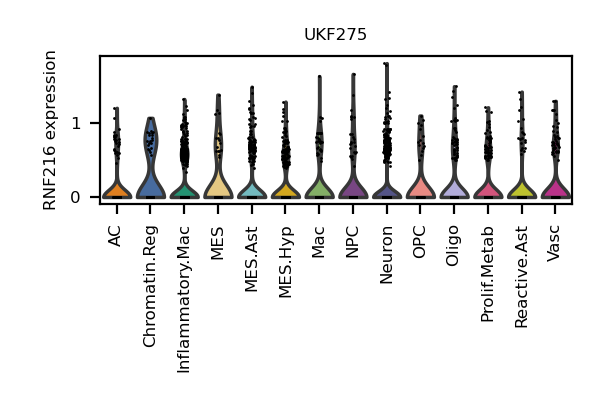 UKF275
RNF216 expression
1
0
AC
Chromatin.Reg
Inflammatory.Mac
MES
MES.Ast
MES.Hyp
Mac
NPC
Neuron
OPC
Oligo
Prolif.Metab
Reactive.Ast
Vasc